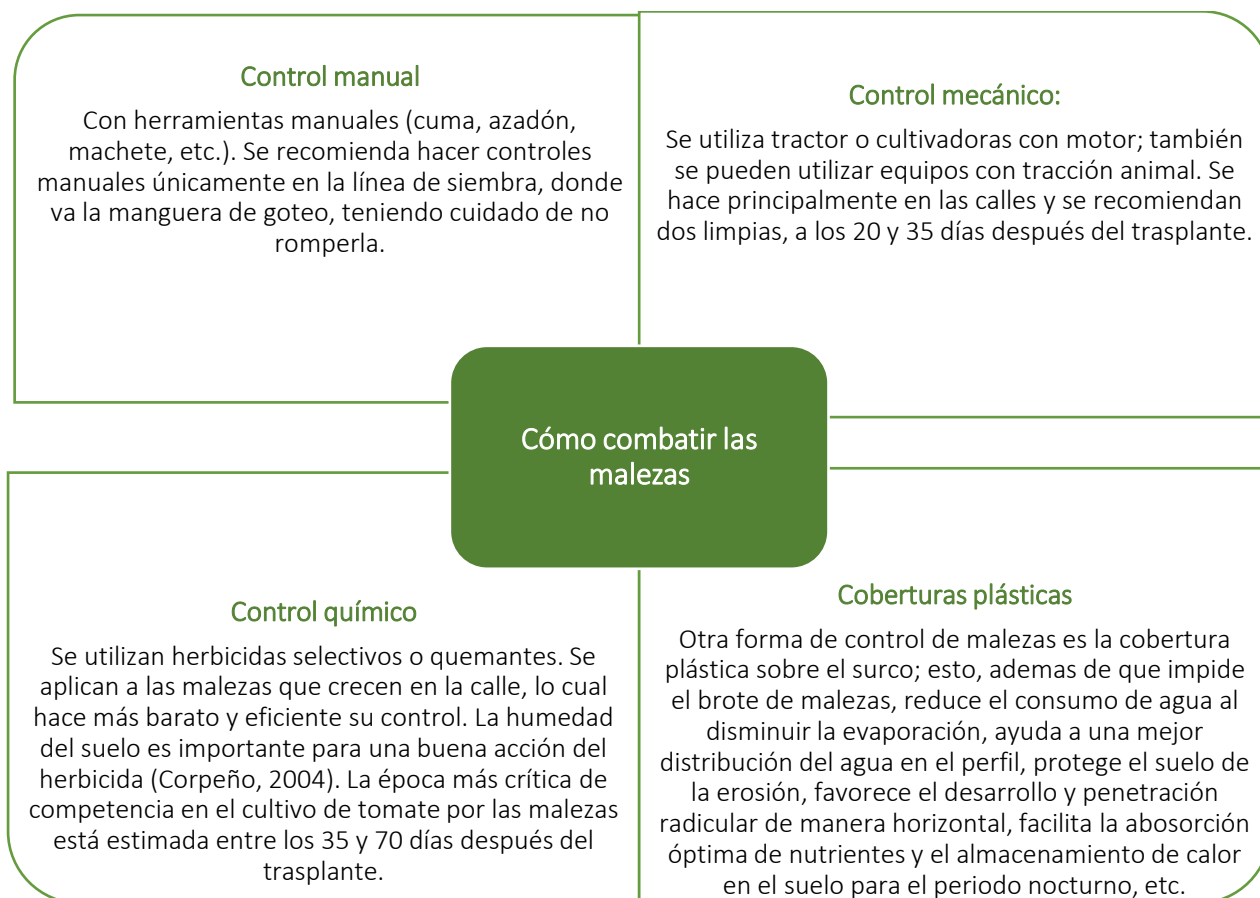 Control manual
Con herramientas manuales (cuma, azadón,
machete, etc.). Se recomienda hacer controles
manuales únicamente en la línea de siembra, donde
va la manguera de goteo, teniendo cuidado de no
romperla.
Control mecánico:
Se utiliza tractor o cultivadoras con motor; también
se pueden utilizar equipos con tracción animal. Se
hace principalmente en las calles y se recomiendan
dos limpias, a los 20 y 35 días después del trasplante.
Cómo combatir las
malezas
Control químico
Se utilizan herbicidas selectivos o quemantes. Se
aplican a las malezas que crecen en la calle, lo cual
hace más barato y eficiente su control. La humedad
del suelo es importante para una buena acción del
herbicida (Corpeño, 2004). La época más crítica de
competencia en el cultivo de tomate por las malezas
está estimada entre los 35 y 70 días después del
trasplante.
Coberturas plásticas
Otra forma de control de malezas es la cobertura
plástica sobre el surco; esto, ademas de que impide
el brote de malezas, reduce el consumo de agua al
disminuir la evaporación, ayuda a una mejor
distribución del agua en el perfil, protege el suelo de
la erosión, favorece el desarrollo y penetración
radicular de manera horizontal, facilita la abosorción
óptima de nutrientes y el almacenamiento de calor
en el suelo para el periodo nocturno, etc.